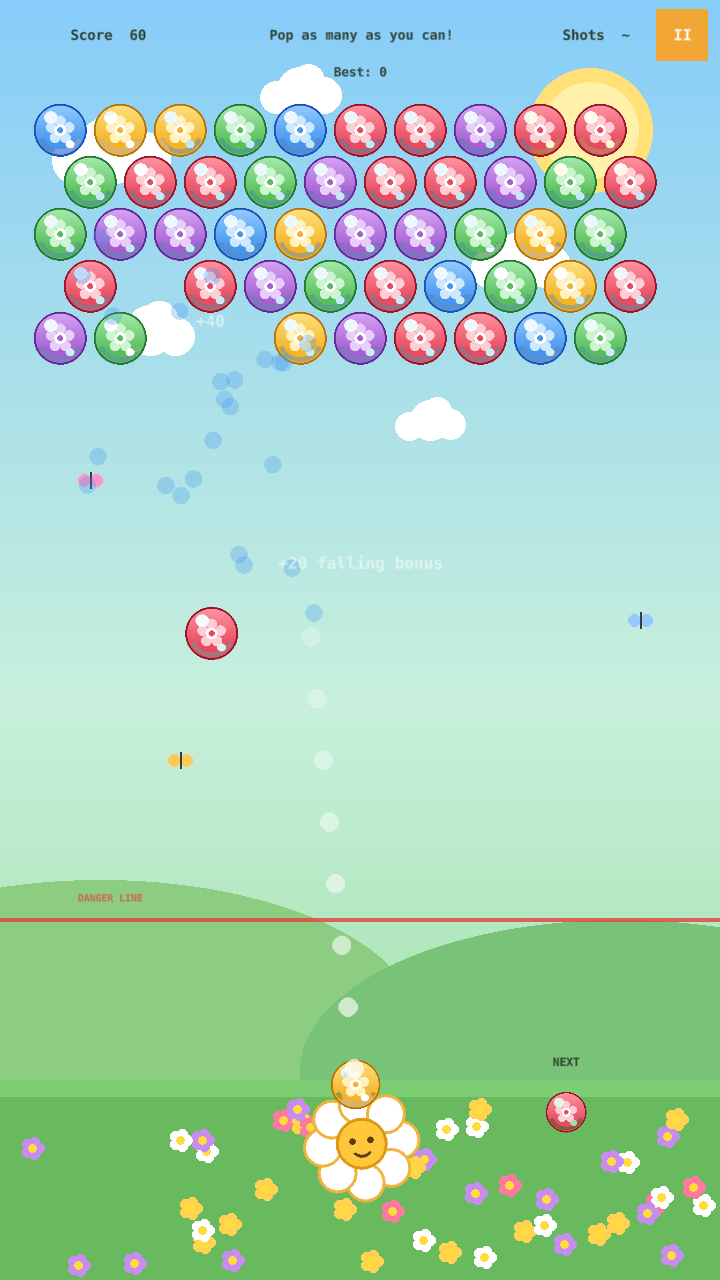 Score  60
Pop as many as you can!
Shots  ~
II
Best: 0
+40
+20 falling bonus
DANGER LINE
NEXT